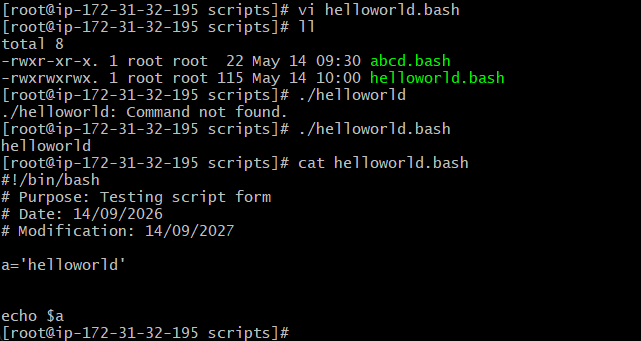 [root@ip-172-31-32-195 scripts]# vi helloworld.bash
[root@ip-172-31-32-195 scripts]# ll
total 8
-rwxr-xr-x. 1 root root  22 May 14 09:30 abcd.bash
-rwxrwxrwx. 1 root root 115 May 14 10:00 helloworld.bash
[root@ip-172-31-32-195 scripts]# ./helloworld
./helloworld: Command not found.
[root@ip-172-31-32-195 scripts]# ./helloworld.bash
helloworld
[root@ip-172-31-32-195 scripts]# cat helloworld.bash
#!/bin/bash
# Purpose: Testing script form
# Date: 14/09/2026
# Modification: 14/09/2027

a='helloworld'


echo $a
[root@ip-172-31-32-195 scripts]#